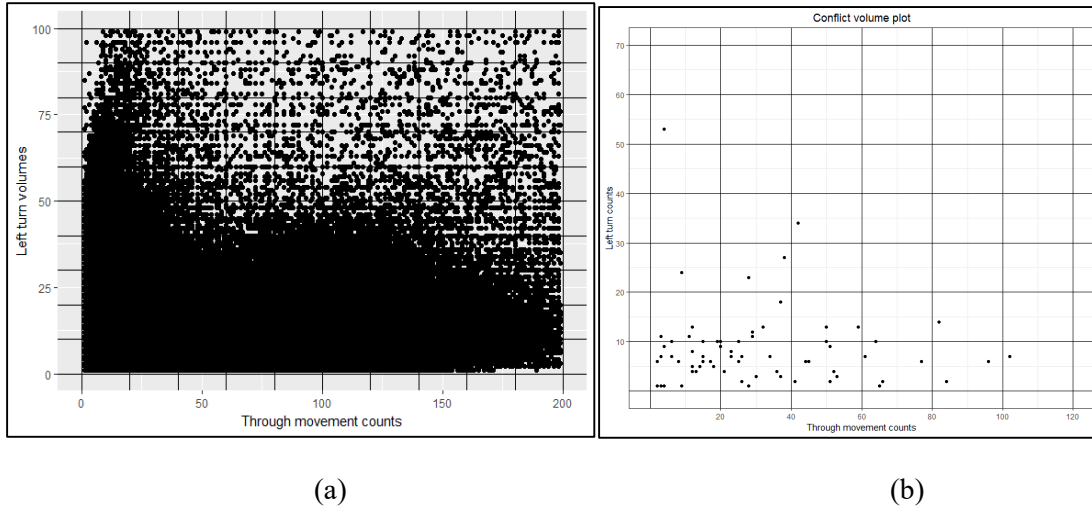 100
75
50
25
0
Left turn volumes
0 50 100 150 200
Through movement counts
(a)
Conflict volume plot
70
60
50
40
30
20
10
Left turn counts
20 40 60 80 100 120
Through movement counts
(b)